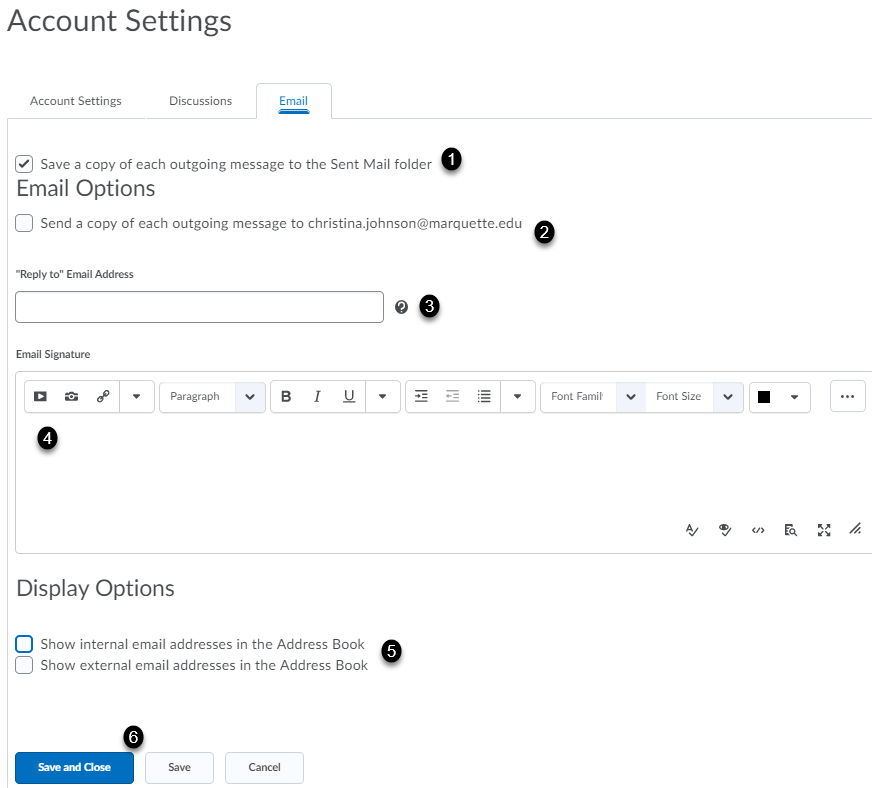 Account Settings
Account Settings Discussions Email
Save a copy of each outgoing message to the Sent Mail folder 1
Email Options
Send a copy of each outgoing message to christina.johnson@marquette.edu 2
"Reply to" Email Address
? 3
Email Signature
Paragraph B I U Font Famil Font Size ...
4
A </>
Display Options
Show internal email addresses in the Address Book 5
Show external email addresses in the Address Book
6
Save and Close Save Cancel